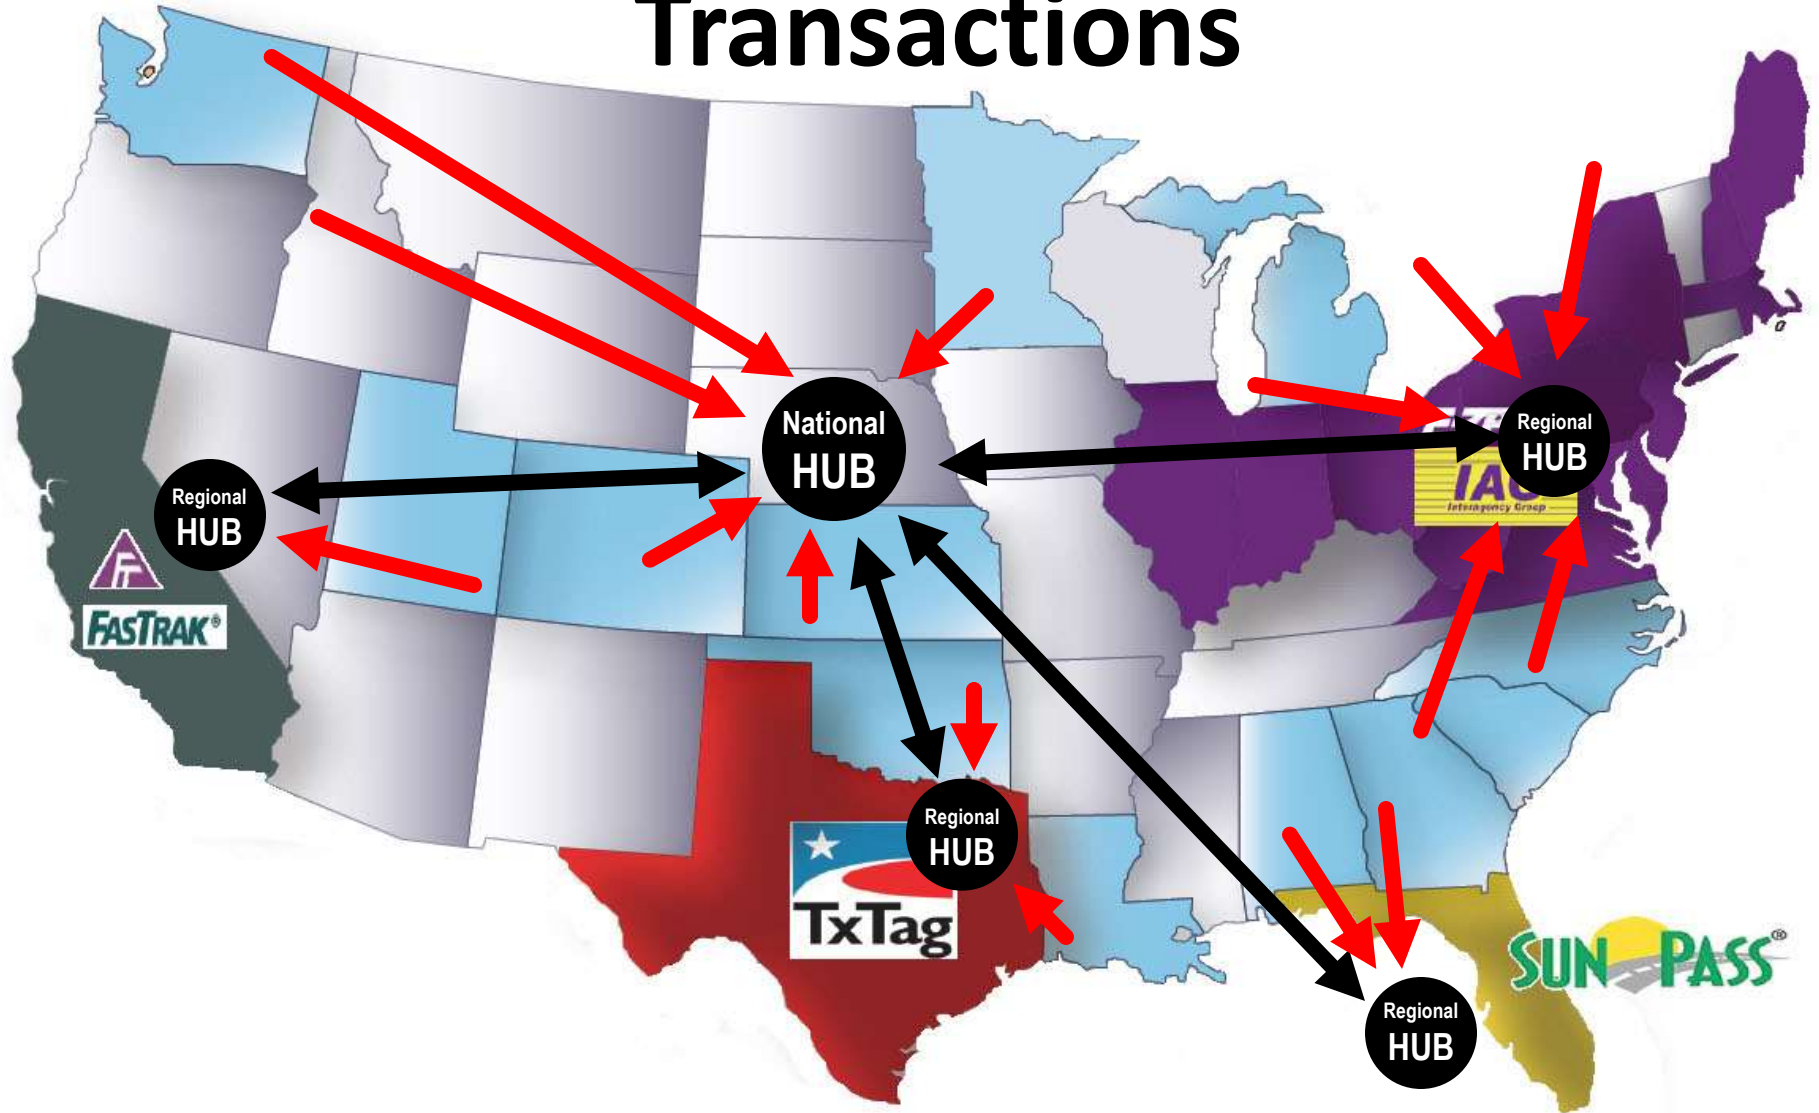 Transactions
National
HUB
Regional
HUB
IAG
Interagency Group
Regional
HUB
FASTRAK®
Regional
HUB
TxTag
SUN PASS®
Regional
HUB